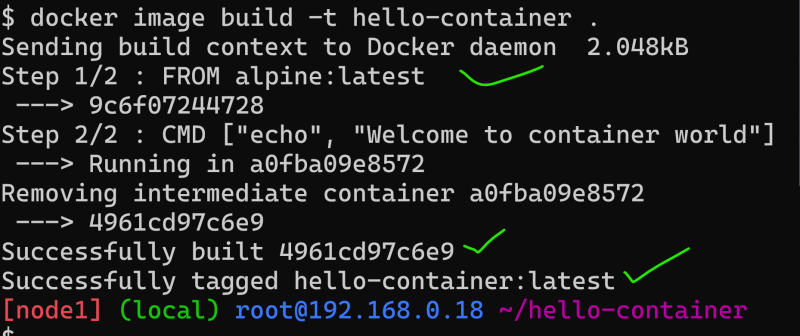 $ docker image build -t hello-container .
Sending build context to Docker daemon  2.048kB
Step 1/2 : FROM alpine:latest
 ---> 9c6f07244728
Step 2/2 : CMD ["echo", "Welcome to container world"]
 ---> Running in a0fba09e8572
Removing intermediate container a0fba09e8572
 ---> 4961cd97c6e9
Successfully built 4961cd97c6e9
Successfully tagged hello-container:latest
[node1] (local) root@192.168.0.18 ~/hello-container
$